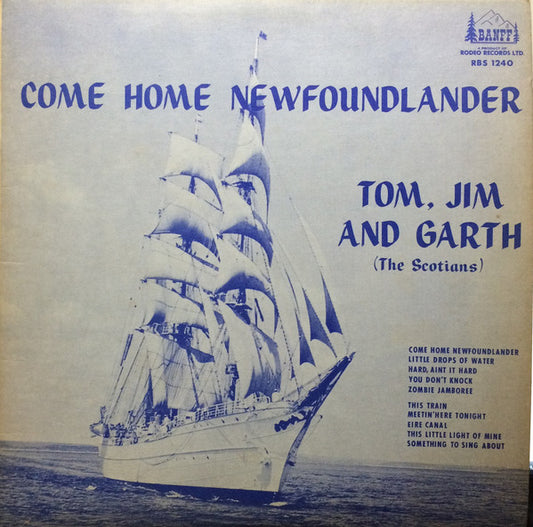 BANFF
A PRODUCT OF
RODEO RECORDS LTD.
RBS 1240
COME HOME NEWFOUNDLANDER
TOM, JIM
AND GARTH
(The Scotians)
COME HOME NEWFOUNDLANDER
LITTLE DROPS OF WATER
HARD, AINT IT HARD
YOU DON'T KNOCK
ZOMBIE JAMBOREE
THIS TRAIN
MEETIN'HERE TONIGHT
EIRE CANAL
THIS LITTLE LIGHT OF MINE
SOMETHING TO SING ABOUT